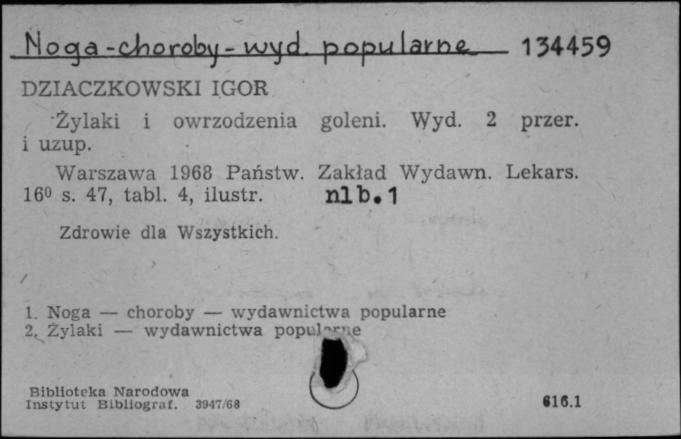 Noga-choroby-wyd. popularne 134459
DZIACZKOWSKI IGOR
Żylaki i owrzodzenia goleni. Wyd. 2 przer.
i uzup.
Warszawa 1968 Państw. Zakład Wydawn. Lekars.
16⁰ s. 47, tabl. 4, ilustr. nlb.1
Zdrowie dla Wszystkich.
1. Noga — choroby — wydawnictwa popularne
2. Żylaki — wydawnictwa popularne
Biblioteka Narodowa
Instytut Bibliograf. 3947/68 616.1